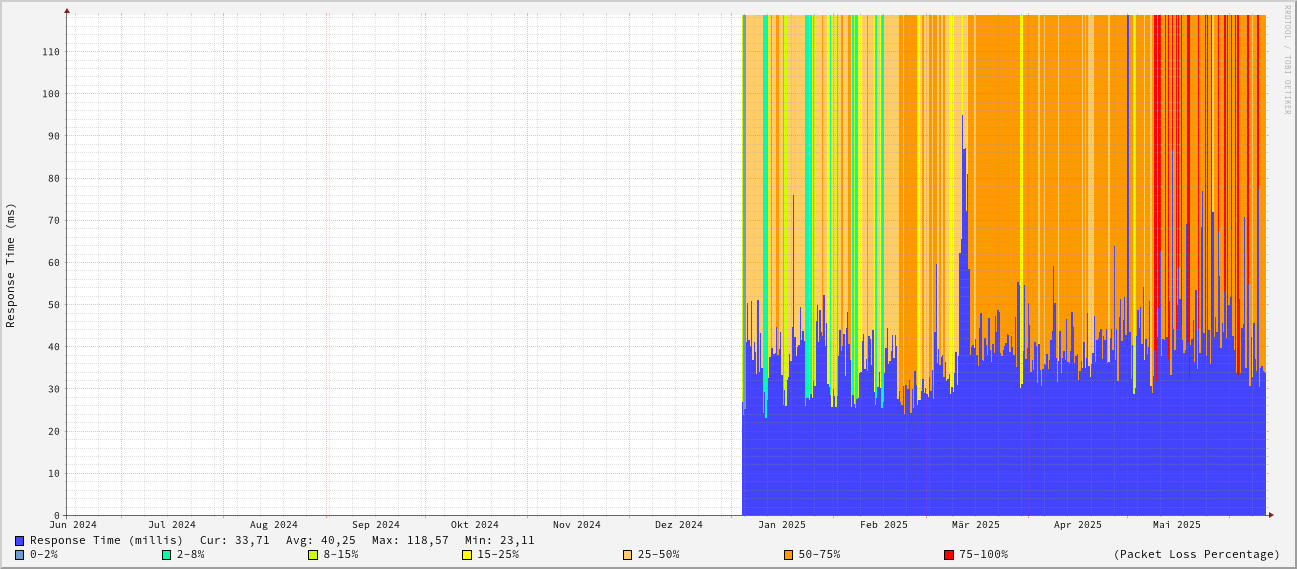 RRDTOOL / TOBI OETIKER
Response Time (ms)
110
100
90
80
70
60
50
40
30
20
10
0
Jun 2024 Jul 2024 Aug 2024 Sep 2024 Okt 2024 Nov 2024 Dez 2024 Jan 2025 Feb 2025 Mär 2025 Apr 2025 Mai 2025
Response Time (millis) Cur: 33,71 Avg: 40,25 Max: 118,57 Min: 23,11
0-2% 2-8% 8-15% 15-25% 25-50% 50-75% 75-100% (Packet Loss Percentage)